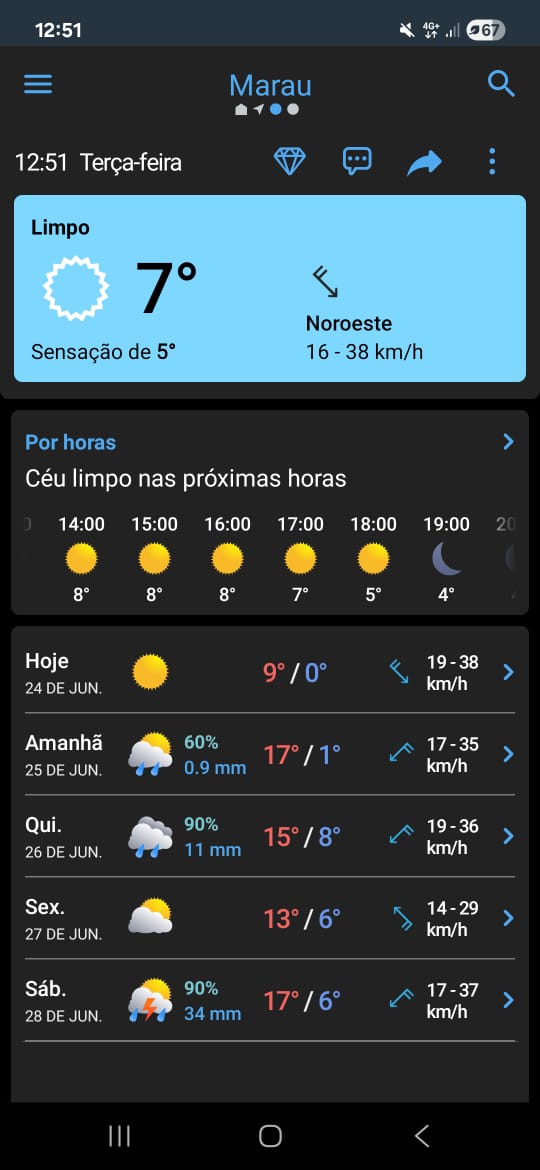 12:51 4G+ 67
Marau
12:51 Terça-feira
Limpo
7°
Noroeste
Sensação de 5° 16 - 38 km/h
Por horas
Céu limpo nas próximas horas
14:00 15:00 16:00 17:00 18:00 19:00 20
8° 8° 8° 7° 5° 4°
Hoje 19 - 38
24 DE JUN. 9° / 0° km/h
Amanhã 60% 17 - 35
25 DE JUN. 0.9 mm 17° / 1° km/h
Qui. 90% 19 - 36
26 DE JUN. 11 mm 15° / 8° km/h
Sex. 14 - 29
27 DE JUN. 13° / 6° km/h
Sáb. 90% 17 - 37
28 DE JUN. 34 mm 17° / 6° km/h